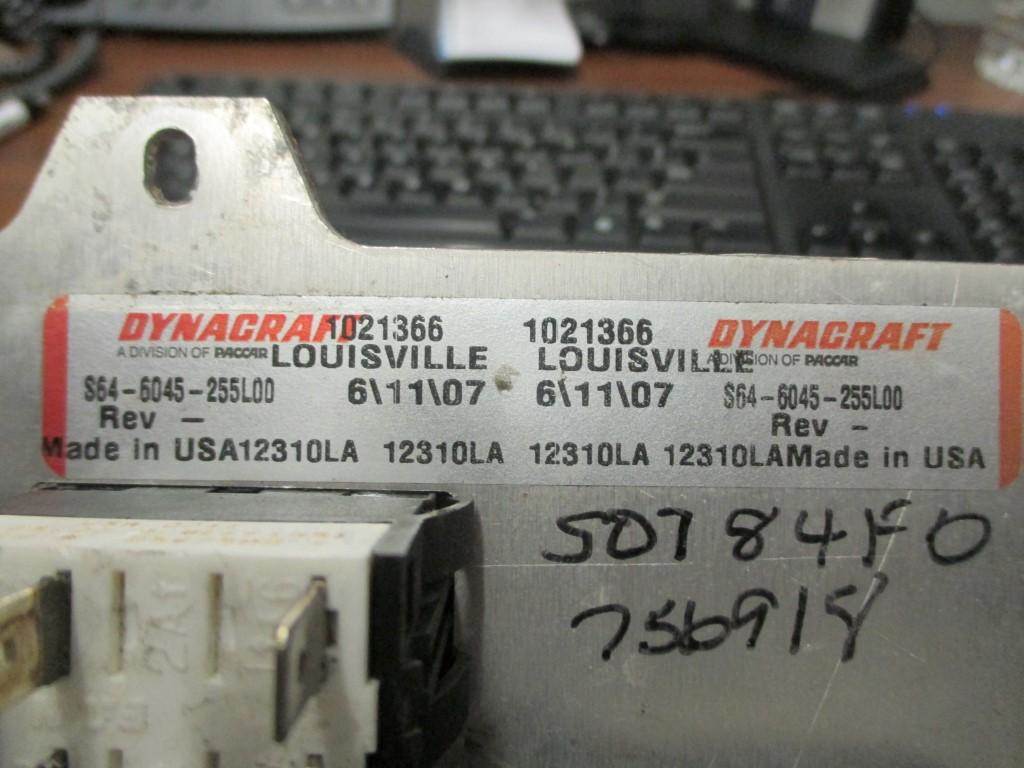 DYNACRAFT 1021366 1021366 DYNACRAFT
A DIVISION OF PACCAR LOUISVILLE LOUISVILLE A DIVISION OF PACCAR
S64-6045-255L00 6\11\07 6\11\07 S64-6045-255L00
Rev - Rev -
Made in USA12310LA 12310LA 12310LA 12310LAMade in USA
50784F0
756918